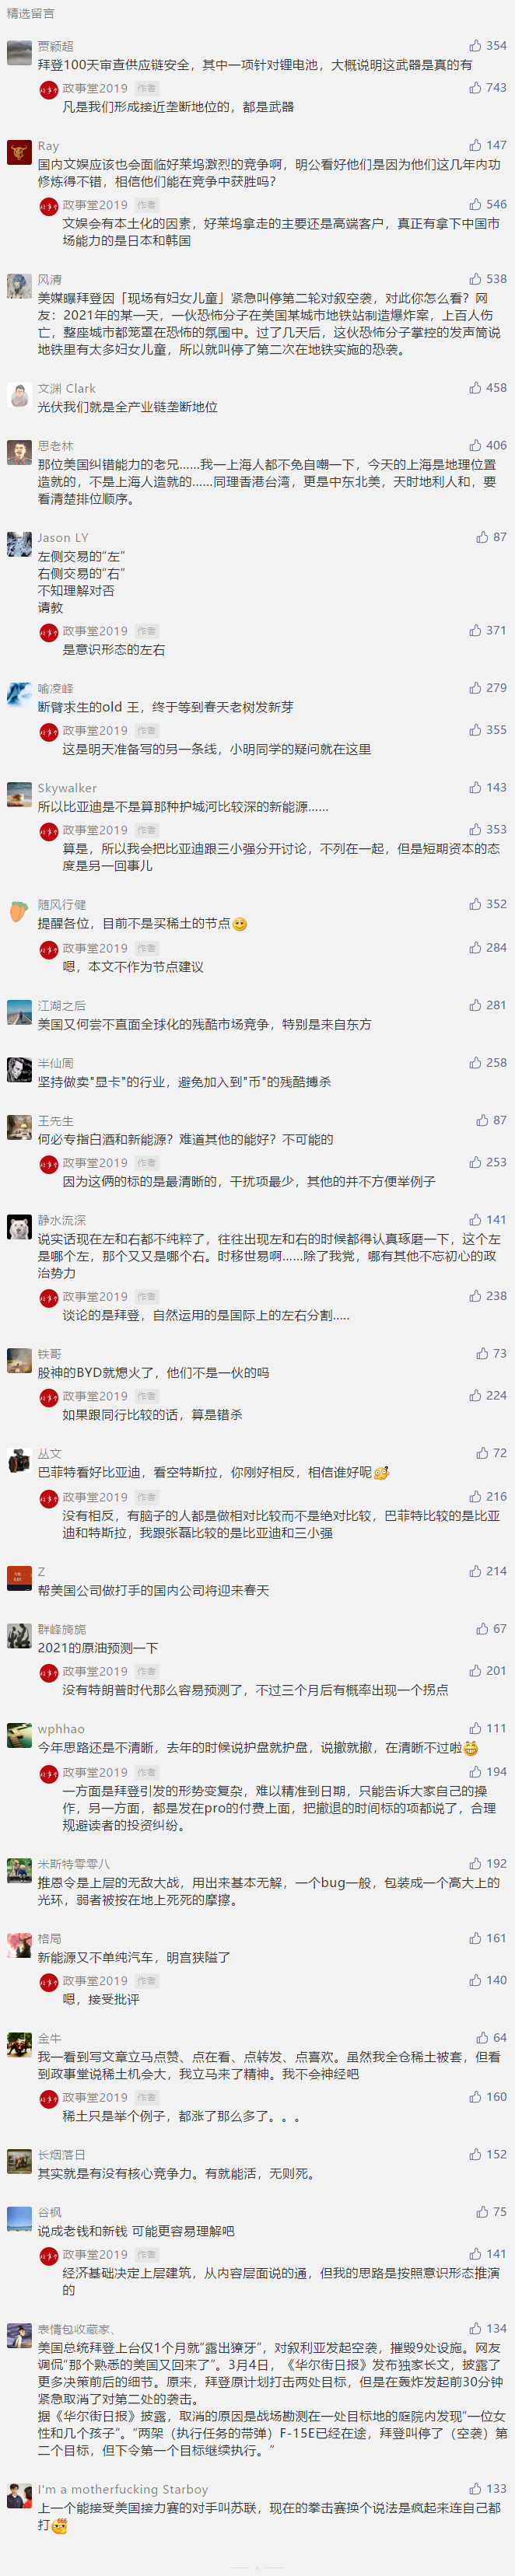 精选留言
贾颖超 354
拜登100天审查供应链安全，其中一项针对锂电池，大概说明这武器是真的有
政事堂2019 作者 743
凡是我们形成接近垄断地位的，都是武器
Ray 147
国内文娱应该也会面临好莱坞激烈的竞争啊，明公看好他们是因为他们这几年内功
修炼得不错，相信他们能在竞争中获胜吗？
政事堂2019 作者 546
文娱会有本土化的因素，好莱坞拿走的主要还是高端客户，真正有拿下中国市
场能力的是日本和韩国
风清 538
美媒曝拜登因「现场有妇女儿童」紧急叫停第二轮对叙空袭，对此你怎么看？网
友：2021年的某一天，一伙恐怖分子在美国某城市地铁站制造爆炸案，上百人伤
亡，整座城市都笼罩在恐怖的氛围中。过了几天后，这伙恐怖分子掌控的发声筒说
地铁里有太多妇女儿童，所以就叫停了第二次在地铁实施的恐袭。
文渊 Clark 458
光伏我们就是全产业链垄断地位
思老林 406
那位美国纠错能力的老兄……我一上海人都不免自嘲一下，今天的上海是地理位置
造就的，不是上海人造就的……同理香港台湾，更是中东北美，天时地利人和，要
看清楚排位顺序。
Jason LY 87
左侧交易的“左”
右侧交易的“右”
不知理解对否
请教
政事堂2019 作者 371
是意识形态的左右
喻凌峰 279
断臂求生的old 王，终于等到春天老树发新芽
政事堂2019 作者 355
这是明天准备写的另一条线，小明同学的疑问就在这里
Skywalker 143
所以比亚迪是不是算那种护城河比较深的新能源……
政事堂2019 作者 353
算是，所以我会把比亚迪跟三小强分开讨论，不列在一起，但是短期资本的态
度是另一回事儿
随风行健 352
提醒各位，目前不是买稀土的节点
政事堂2019 作者 284
嗯，本文不作为节点建议
江湖之后 281
美国又何尝不直面全球化的残酷市场竞争，特别是来自东方
半仙周 258
坚持做卖"显卡"的行业，避免加入到"币"的残酷搏杀
王先生 87
何必专指白酒和新能源？难道其他的能好？不可能的
政事堂2019 作者 253
因为这俩的标的是最清晰的，干扰项最少，其他的并不方便举例子
静水流深 141
说实话现在左和右都不纯粹了，往往出现左和右的时候都得认真琢磨一下，这个左
是哪个左，那个又又是哪个右。时移世易啊……除了我党，哪有其他不忘初心的政
治势力
政事堂2019 作者 238
谈论的是拜登，自然运用的是国际上的左右分割.....
铁哥 73
股神的BYD就熄火了，他们不是一伙的吗
政事堂2019 作者 224
如果跟同行比较的话，算是错杀
丛文 72
巴菲特看好比亚迪，看空特斯拉，你刚好相反，相信谁好呢
政事堂2019 作者 216
没有相反，有脑子的人都是做相对比较而不是绝对比较，巴菲特比较的是比亚
迪和特斯拉，我跟张磊比较的是比亚迪和三小强
Z 214
帮美国公司做打手的国内公司将迎来春天
群峰旖旎 67
2021的原油预测一下
政事堂2019 作者 201
没有特朗普时代那么容易预测了，不过三个月后有概率出现一个拐点
wphhao 111
今年思路还是不清晰，去年的时候说护盘就护盘，说撤就撤，在清晰不过啦
政事堂2019 作者 194
一方面是拜登引发的形势变复杂，难以精准到日期，只能告诉大家自己的操
作，另一方面，都是发在pro的付费上面，把撤退的时间标的项都说了，合理
规避读者的投资纠纷。
米斯特零零八 192
推恩令是上层的无敌大战，用出来基本无解，一个bug一般，包装成一个高大上的
光环，弱者被按在地上死死的摩擦。
格局 161
新能源又不单纯汽车，明宫狭隘了
政事堂2019 作者 140
嗯，接受批评
金牛 64
我一看到写文章立马点赞、点在看、点转发、点喜欢。虽然我全仓稀土被套，但看
到政事堂说稀土机会大，我立马来了精神。我不会神经吧
政事堂2019 作者 160
稀土只是举个例子，都涨了那么多了。。。
长烟落日 152
其实就是有没有核心竞争力。有就能活，无则死。
谷枫 75
说成老钱和新钱 可能更容易理解吧
政事堂2019 作者 141
经济基础决定上层建筑，从内容层面说的通，但我的思路是按照意识形态推演
的
表情包收藏家、 134
美国总统拜登上台仅1个月就“露出獠牙”，对叙利亚发起空袭，摧毁9处设施。网友
调侃“那个熟悉的美国又回来了”。3月4日，《华尔街日报》发布独家长文，披露了
更多决策前后的细节。原来，拜登原计划打击两处目标，但是在轰炸发起前30分钟
紧急取消了对第二处的袭击。
据《华尔街日报》披露，取消的原因是战场勘测在一处目标地的庭院内发现“一位女
性和几个孩子”。“两架（执行任务的带弹）F-15E已经在途，拜登叫停了（空袭）第
二个目标，但下令第一个目标继续执行。”
I'm a motherfucking Starboy 133
上一个能接受美国接力赛的对手叫苏联，现在的拳击赛换个说法是疯起来连自己都
打